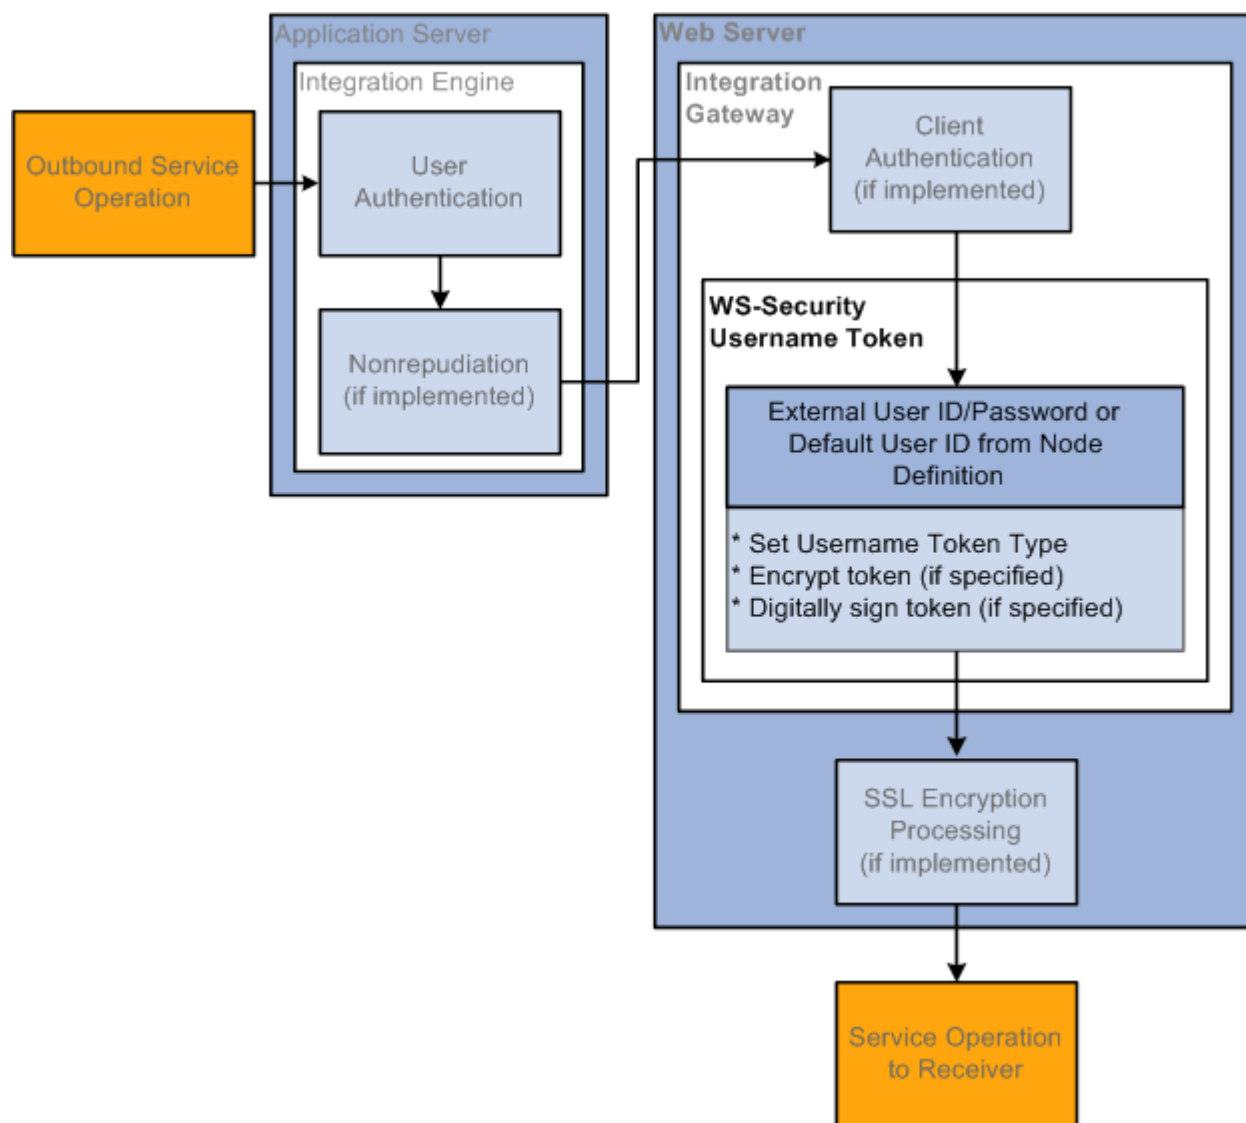 Application Server
Integration Engine
Outbound Service
Operation
User
Authentication
Nonrepudiation
(if implemented)
Web Server
Integration
Gateway
Client
Authentication
(if implemented)
WS-Security
Username Token
External User ID/Password or
Default User ID from Node
Definition
* Set Username Token Type
* Encrypt token (if specified)
* Digitally sign token (if specified)
SSL Encryption
Processing
(if implemented)
Service Operation
to Receiver